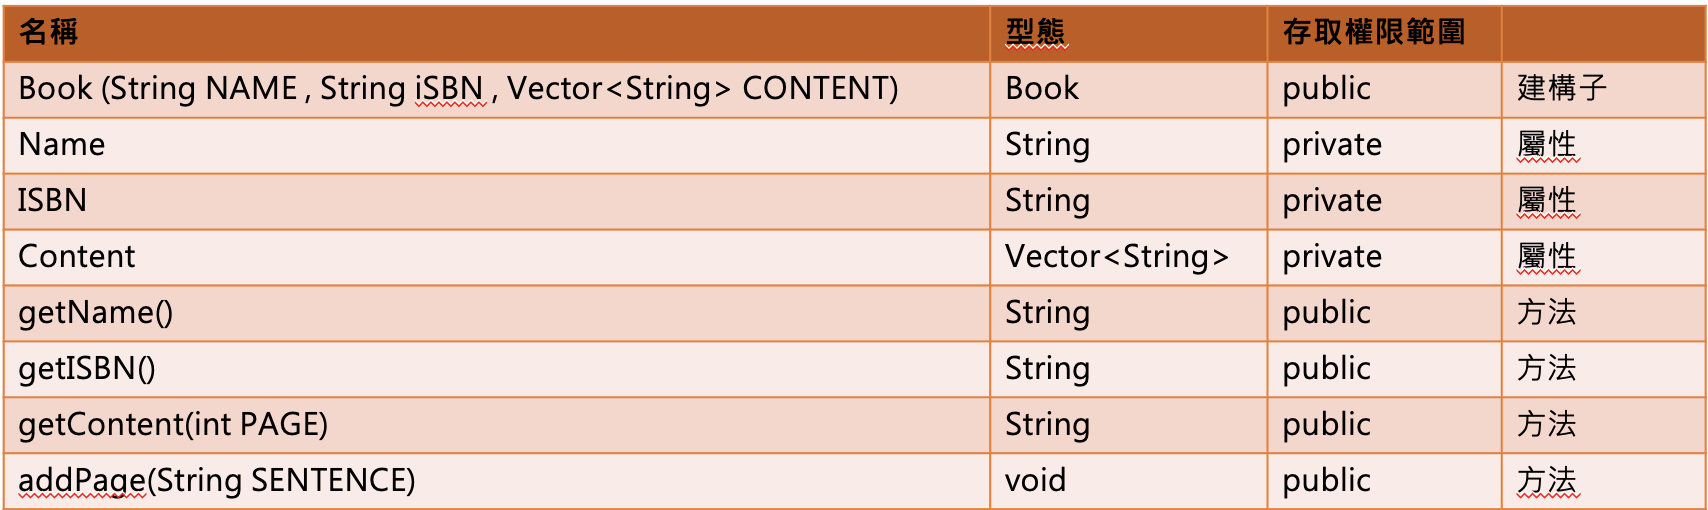 名稱 型態 存取權限範圍
Book (String NAME , String iSBN , Vector<String> CONTENT) Book public 建構子
Name String private 屬性
ISBN String private 屬性
Content Vector<String> private 屬性
getName() String public 方法
getISBN() String public 方法
getContent(int PAGE) String public 方法
addPage(String SENTENCE) void public 方法